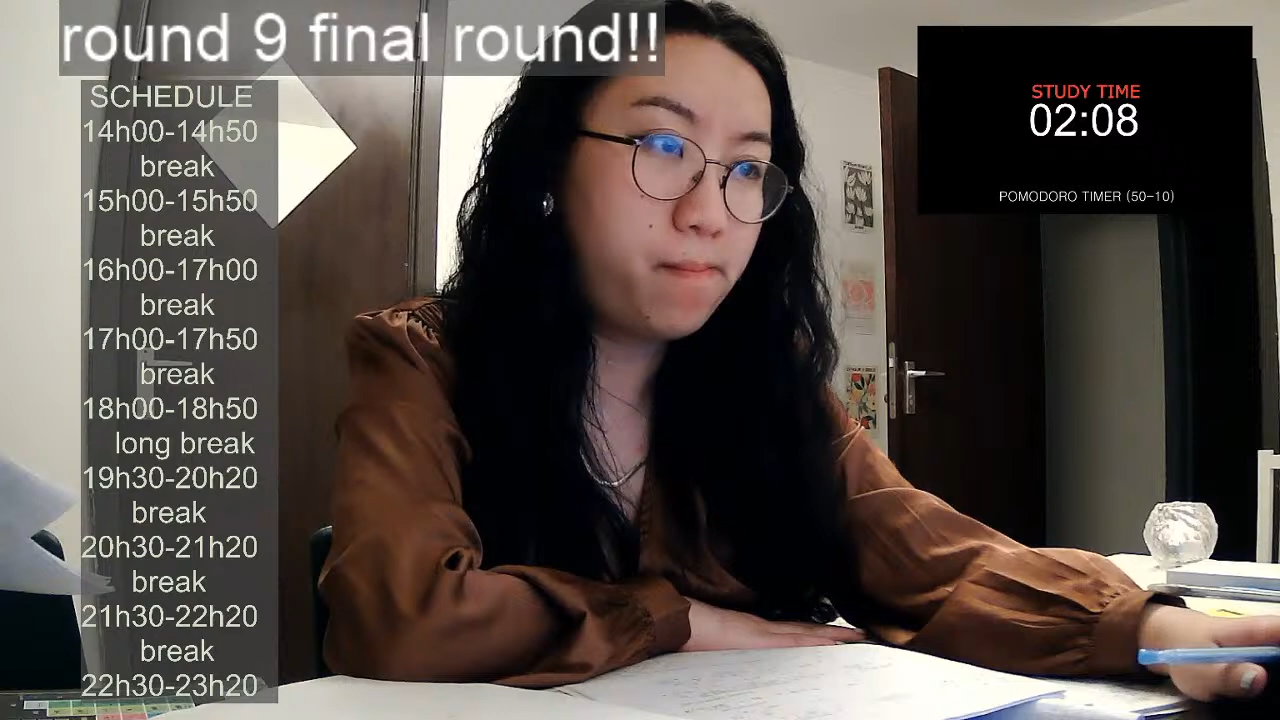 round 9 final round!!
SCHEDULE
14h00-14h50
break
15h00-15h50
break
16h00-17h00
break
17h00-17h50
break
18h00-18h50
long break
19h30-20h20
break
20h30-21h20
break
21h30-22h20
break
22h30-23h20
STUDY TIME
02:08
POMODORO TIMER (50-10)